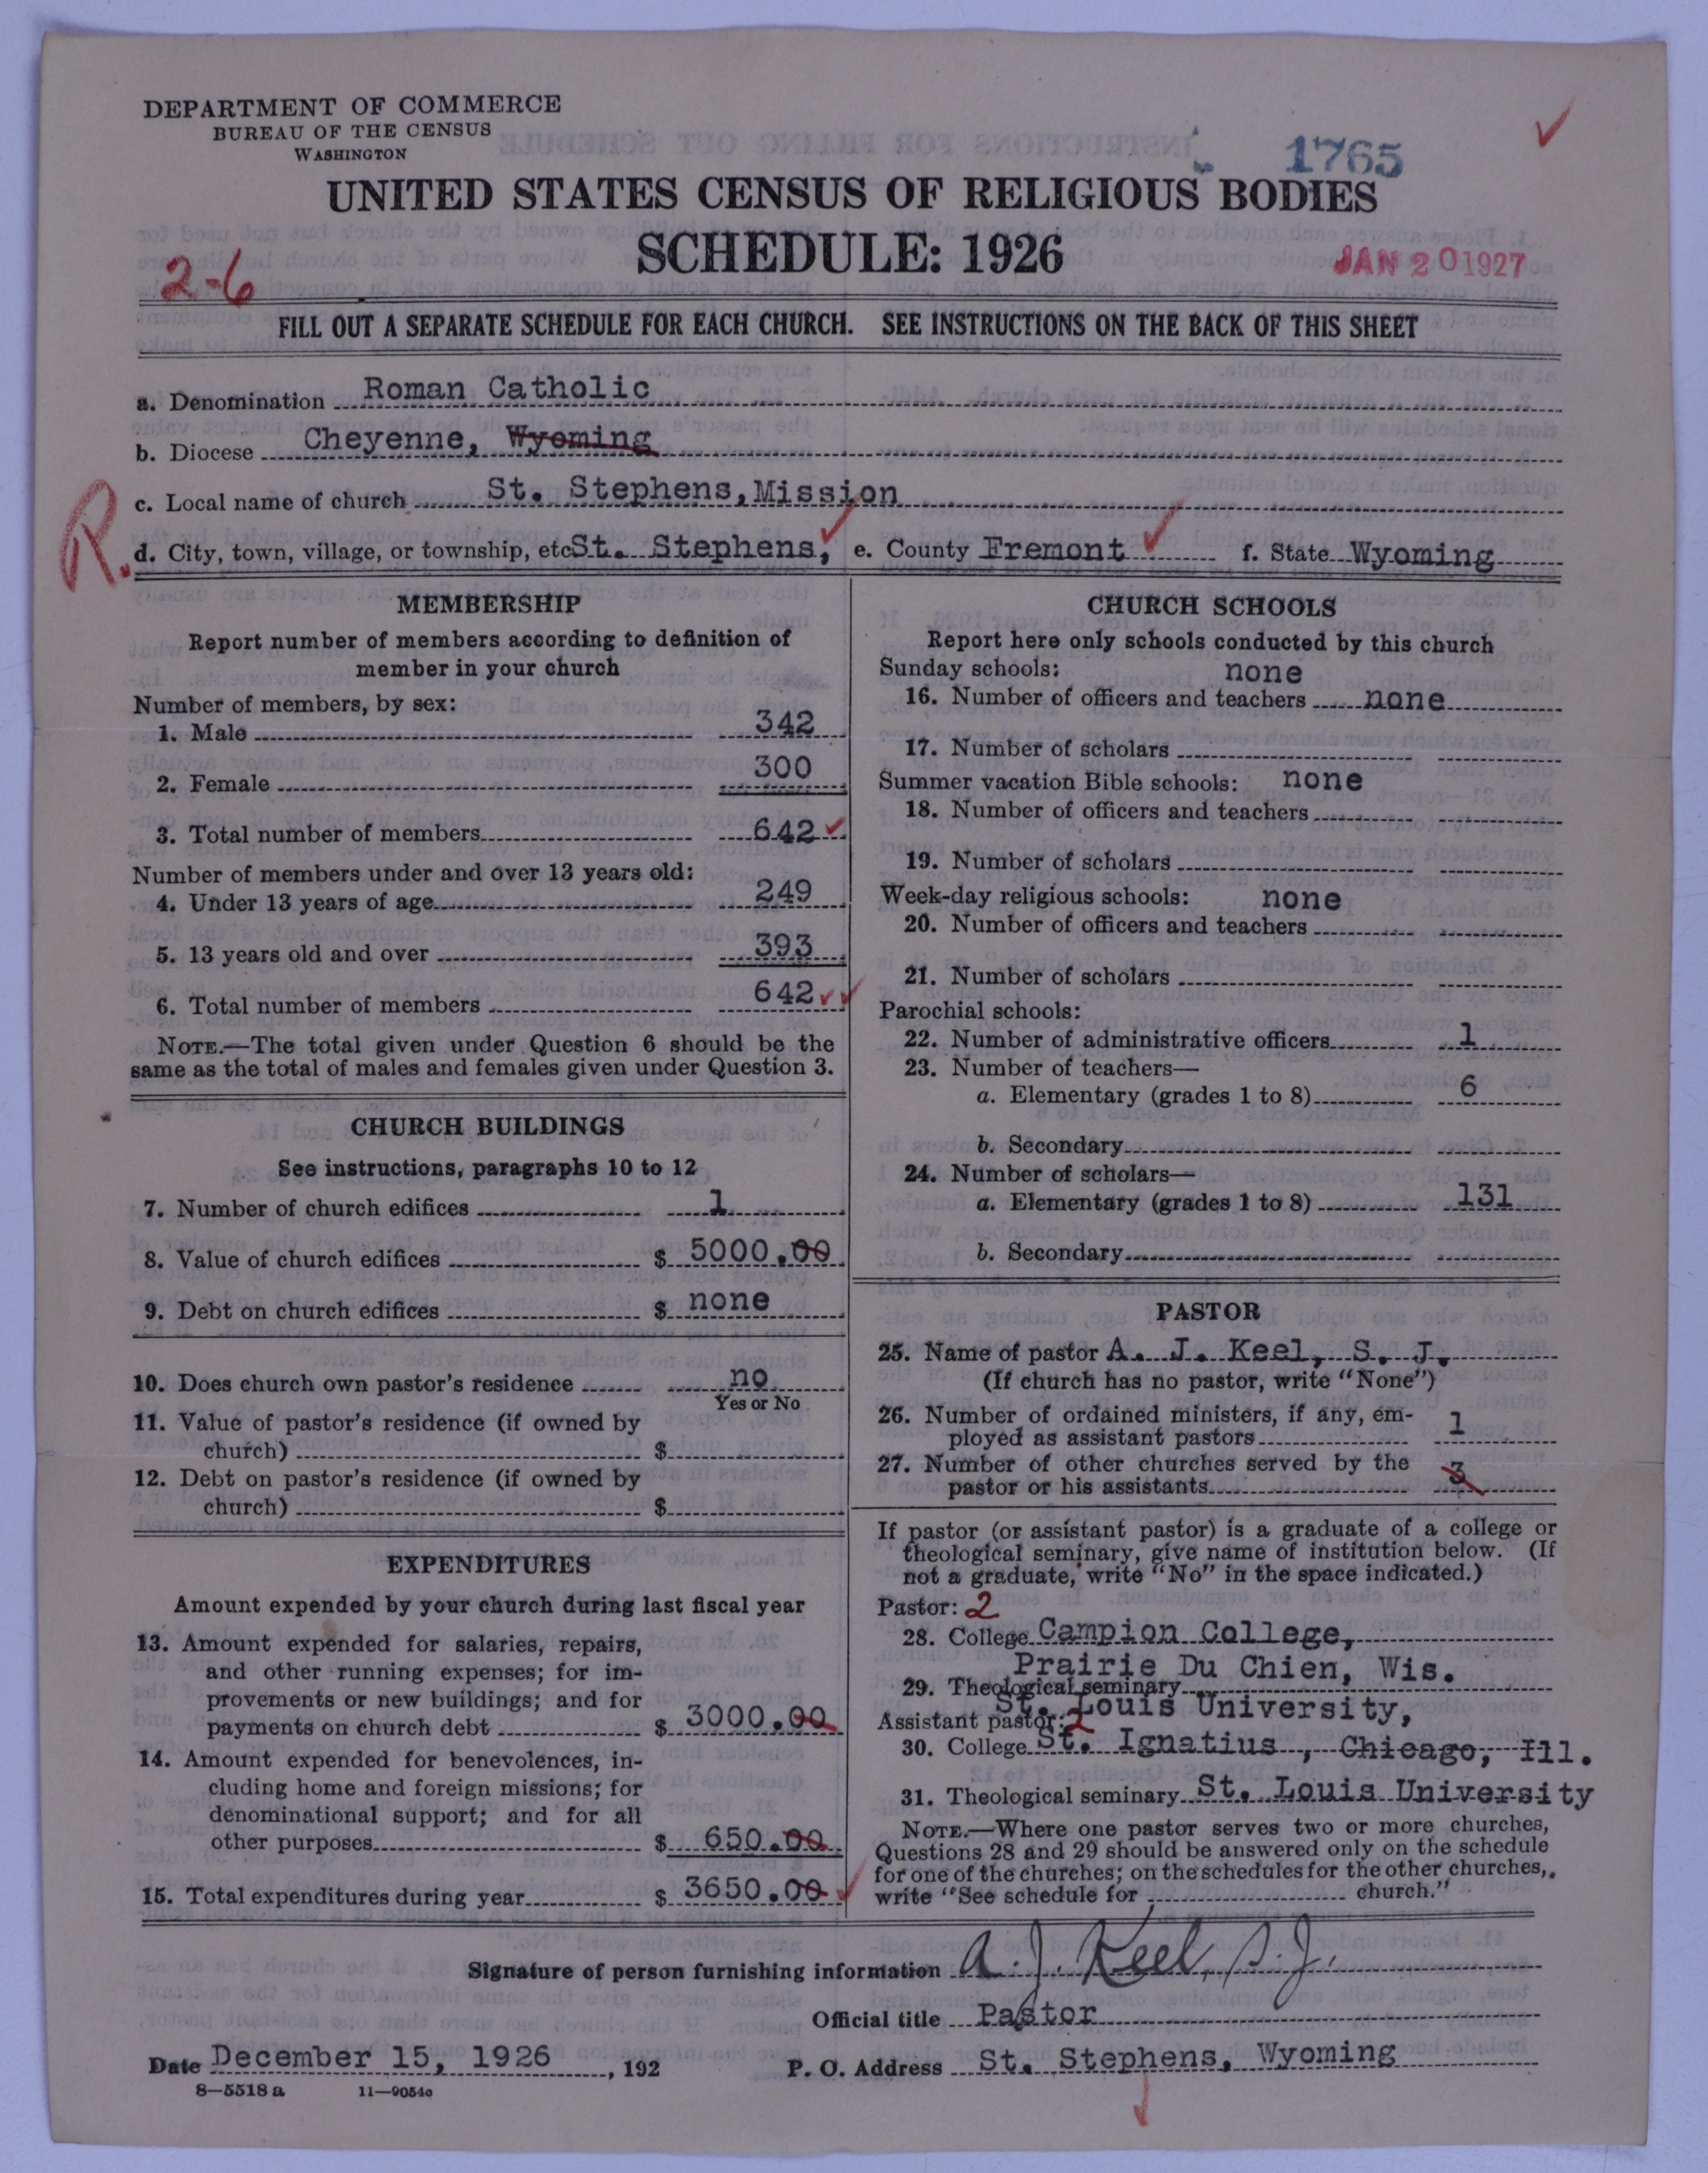 DEPARTMENT OF COMMERCE
BUREAU OF THE CENSUS
WASHINGTON
1765
UNITED STATES CENSUS OF RELIGIOUS BODIES
SCHEDULE: 1926
2-6
JAN 20 1927
FILL OUT A SEPARATE SCHEDULE FOR EACH CHURCH. SEE INSTRUCTIONS ON THE BACK OF THIS SHEET
a. Denomination Roman Catholic
b. Diocese Cheyenne, Wyoming
c. Local name of church St. Stephens, Mission
R.
d. City, town, village, or township, etc St. Stephens, e. County Fremont f. State Wyoming
MEMBERSHIP
Report number of members according to definition of
member in your church
Number of members, by sex:
1. Male 342
2. Female 300
3. Total number of members 642
Number of members under and over 13 years old:
4. Under 13 years of age 249
5. 13 years old and over 393
6. Total number of members 642
NOTE.—The total given under Question 6 should be the
same as the total of males and females given under Question 3.
CHURCH BUILDINGS
See instructions, paragraphs 10 to 12
7. Number of church edifices 1
8. Value of church edifices $ 5000.00
9. Debt on church edifices $ none
10. Does church own pastor's residence no
Yes or No
11. Value of pastor's residence (if owned by
church) $
12. Debt on pastor's residence (if owned by
church) $
EXPENDITURES
Amount expended by your church during last fiscal year
13. Amount expended for salaries, repairs,
and other running expenses; for im-
provements or new buildings; and for
payments on church debt $ 3000.00
14. Amount expended for benevolences, in-
cluding home and foreign missions; for
denominational support; and for all
other purposes $ 650.00
15. Total expenditures during year $ 3650.00
CHURCH SCHOOLS
Report here only schools conducted by this church
Sunday schools: none
16. Number of officers and teachers none
17. Number of scholars
Summer vacation Bible schools: none
18. Number of officers and teachers
19. Number of scholars
Week-day religious schools: none
20. Number of officers and teachers
21. Number of scholars
Parochial schools:
22. Number of administrative officers 1
23. Number of teachers—
a. Elementary (grades 1 to 8) 6
b. Secondary
24. Number of scholars—
a. Elementary (grades 1 to 8) 131
b. Secondary
PASTOR
25. Name of pastor A. J. Keel, S. J.
(If church has no pastor, write "None")
26. Number of ordained ministers, if any, em-
ployed as assistant pastors 1
27. Number of other churches served by the
pastor or his assistants 3
If pastor (or assistant pastor) is a graduate of a college or
theological seminary, give name of institution below. (If
not a graduate, write "No" in the space indicated.)
Pastor: 2
28. College Campion College,
Prairie Du Chien, Wis.
29. Theological seminary
St. Louis University,
Assistant pastor: 2
30. College St. Ignatius , Chicago, Ill.
31. Theological seminary St. Louis University
NOTE.—Where one pastor serves two or more churches,
Questions 28 and 29 should be answered only on the schedule
for one of the churches; on the schedules for the other churches,
write "See schedule for church."
Signature of person furnishing information A. J. Keel, S. J.
Official title Pastor
Date December 15, 1926 , 192 P. O. Address St. Stephens, Wyoming
8—5518 a 11—9054o